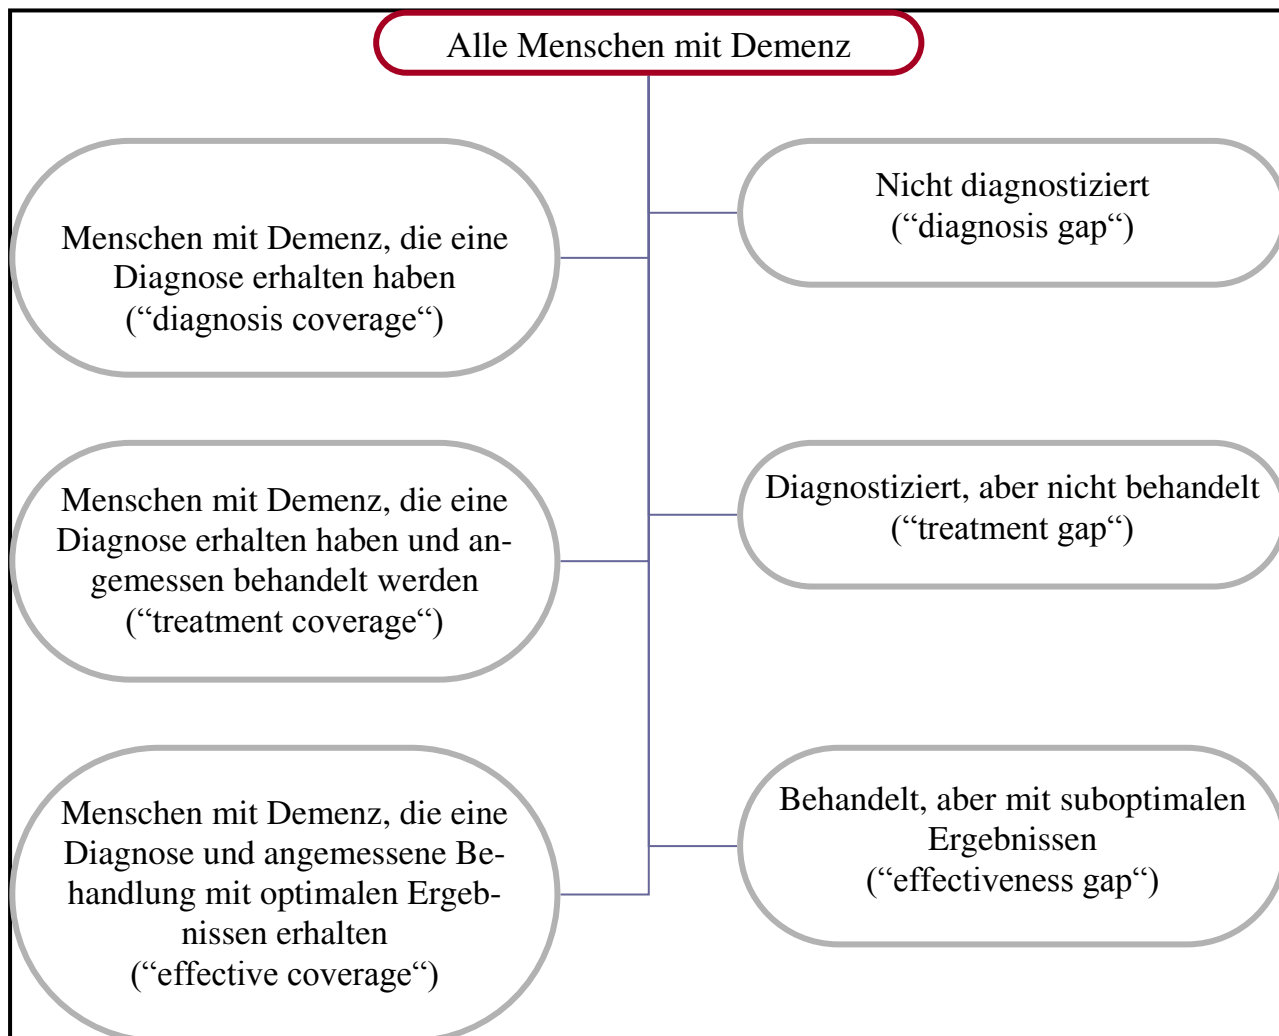 Alle Menschen mit Demenz
Menschen mit Demenz, die eine
Diagnose erhalten haben
(“diagnosis coverage“)
Nicht diagnostiziert
(“diagnosis gap“)
Menschen mit Demenz, die eine
Diagnose erhalten haben und an-
gemessen behandelt werden
(“treatment coverage“)
Diagnostiziert, aber nicht behandelt
(“treatment gap“)
Menschen mit Demenz, die eine
Diagnose und angemessene Be-
handlung mit optimalen Ergeb-
nissen erhalten
(“effective coverage“)
Behandelt, aber mit suboptimalen
Ergebnissen
(“effectiveness gap“)